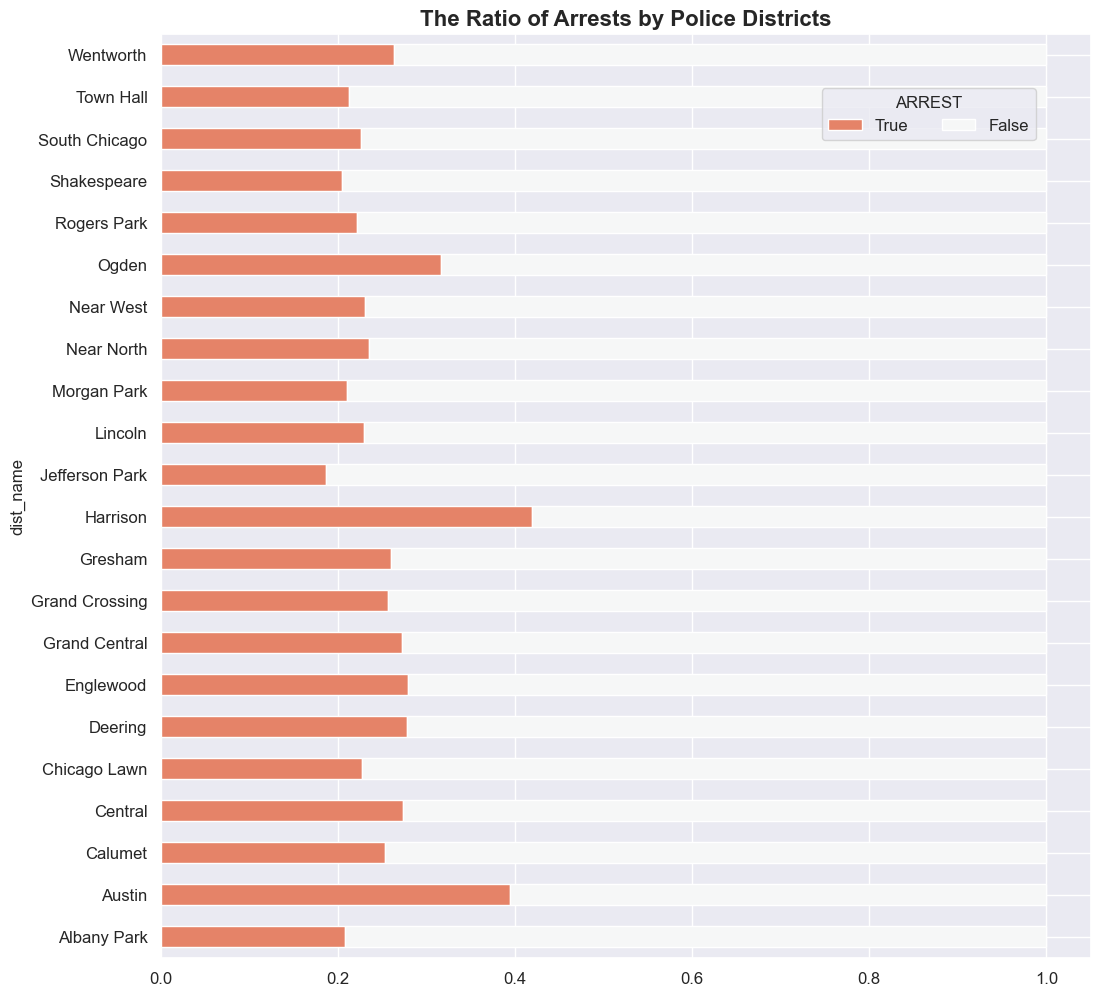 The Ratio of Arrests by Police Districts
Wentworth
Town Hall
ARREST
True False
South Chicago
Shakespeare
Rogers Park
Ogden
Near West
Near North
Morgan Park
Lincoln
Jefferson Park
dist_name
Harrison
Gresham
Grand Crossing
Grand Central
Englewood
Deering
Chicago Lawn
Central
Calumet
Austin
Albany Park
0.0 0.2 0.4 0.6 0.8 1.0